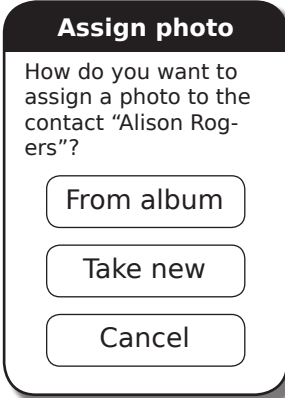 Assign photo
How do you want to
assign a photo to the
contact “Alison Rog-
ers”?
From album
Take new
Cancel